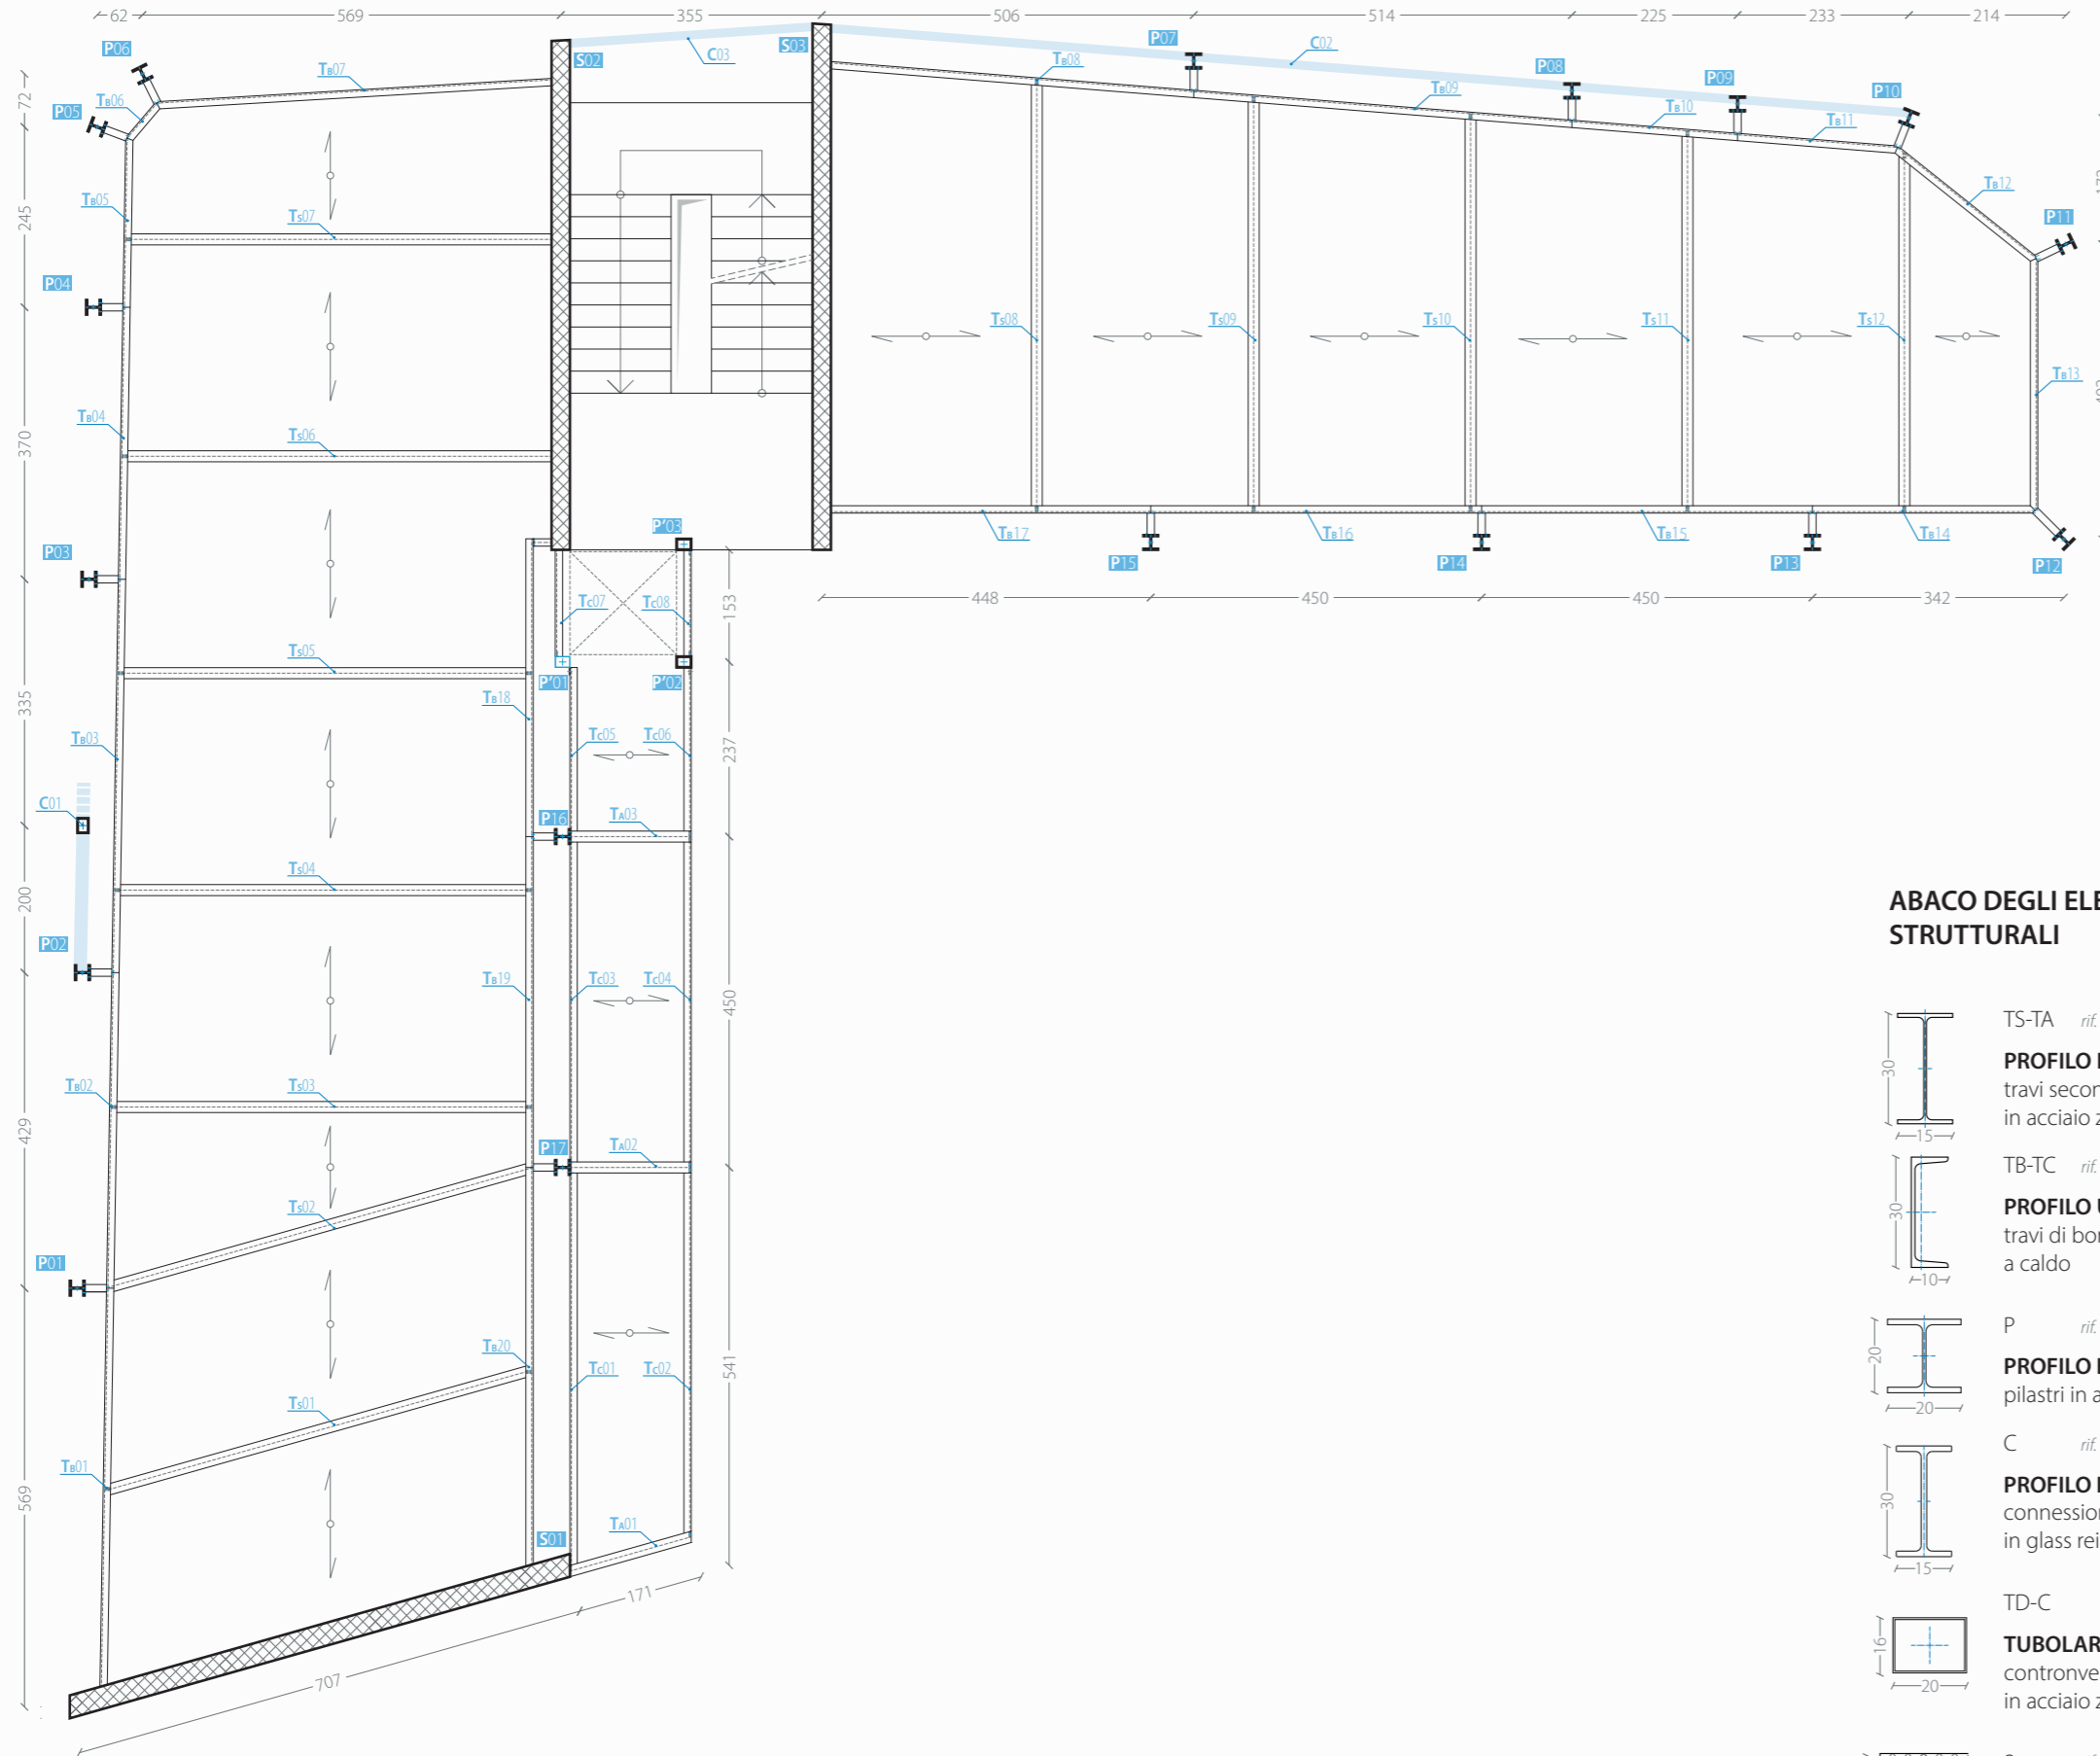 62 569 355 506 514 225 233 214
P06 TB07 S02 C03 S03 P07 C02 TB08 P08 P09 P10
72 P05 TB06 TB09 TB10 TB11
245 TB05 TS07 TB12 P11
P04 TS08 TS09 TS10 TS11 TS12 TB13
370 TB04 TS06
P03 P'03 TB17 P15 TB16 P14 TB15 P13 TB14 P12
448 450 450 342
153 TC07 TC08
335 TS05 P'01 P'02
TB18
TB03 TC05 TC06 237
C01 P16 TA03
200 TS04
P02 TB19 TC03 TC04 450
TB02 TS03
429 P17 TA02
TS02
P01
TB20 TC01 TC02 541
TS01
TB01
569 S01 TA01
171
707
ABACO DEGLI ELE
STRUTTURALI
30
15
TS-TA rif.
PROFILO
travi secon
in acciaio z
30
10
TB-TC rif.
PROFILO
travi di bor
a caldo
20
20
P rif.
PROFILO
pilastri in a
30
15
C rif.
PROFILO
connession
in glass rei
16
20
TD-C
TUBOLAR
contronve
in acciaio z